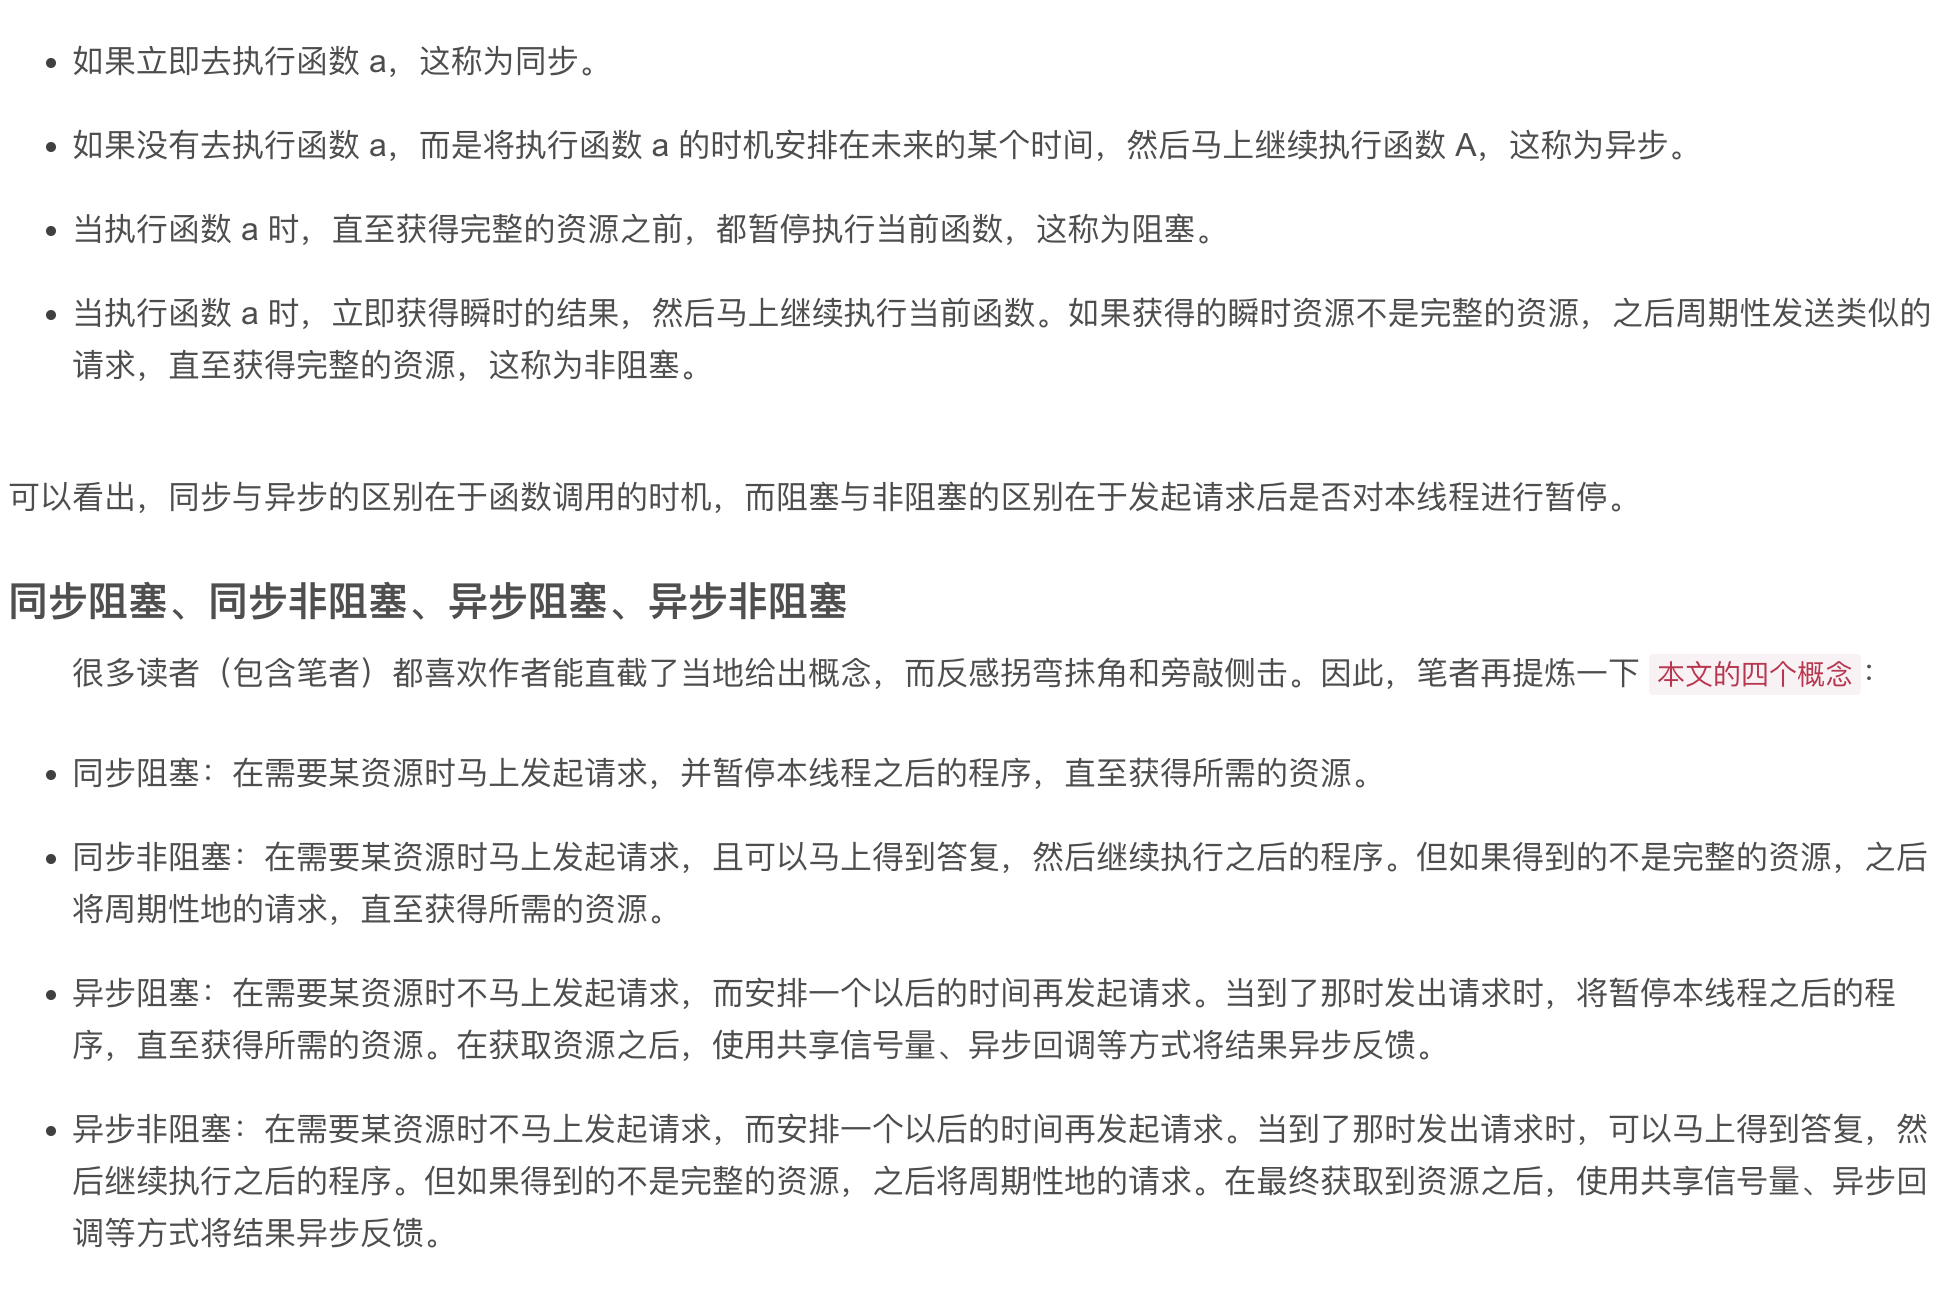 • 如果立即去执行函数 a，这称为同步。
• 如果没有去执行函数 a，而是将执行函数 a 的时机安排在未来的某个时间，然后马上继续执行函数 A，这称为异步。
• 当执行函数 a 时，直至获得完整的资源之前，都暂停执行当前函数，这称为阻塞。
• 当执行函数 a 时，立即获得瞬时的结果，然后马上继续执行当前函数。如果获得的瞬时资源不是完整的资源，之后周期性发送类似的
请求，直至获得完整的资源，这称为非阻塞。
可以看出，同步与异步的区别在于函数调用的时机，而阻塞与非阻塞的区别在于发起请求后是否对本线程进行暂停。
同步阻塞、同步非阻塞、异步阻塞、异步非阻塞
很多读者（包含笔者）都喜欢作者能直截了当地给出概念，而反感拐弯抹角和旁敲侧击。因此，笔者再提炼一下 本文的四个概念：
• 同步阻塞：在需要某资源时马上发起请求，并暂停本线程之后的程序，直至获得所需的资源。
• 同步非阻塞：在需要某资源时马上发起请求，且可以马上得到答复，然后继续执行之后的程序。但如果得到的不是完整的资源，之后
将周期性地的请求，直至获得所需的资源。
• 异步阻塞：在需要某资源时不马上发起请求，而安排一个以后的时间再发起请求。当到了那时发出请求时，将暂停本线程之后的程
序，直至获得所需的资源。在获取资源之后，使用共享信号量、异步回调等方式将结果异步反馈。
• 异步非阻塞：在需要某资源时不马上发起请求，而安排一个以后的时间再发起请求。当到了那时发出请求时，可以马上得到答复，然
后继续执行之后的程序。但如果得到的不是完整的资源，之后将周期性地的请求。在最终获取到资源之后，使用共享信号量、异步回
调等方式将结果异步反馈。